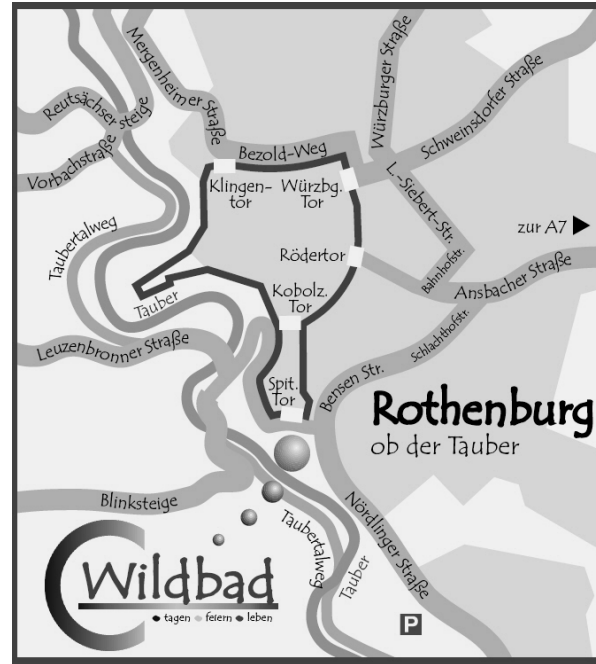 Mergenheimer Straße
Würzburger Straße
Schweinsdorfer Straße
Reutsächser steige
Vorbachstraße
Bezold-Weg
Klingen-
tor
Würzbg.
Tor
L.-Siebert-Str.
zur A7
Taubertalweg
Rödertor
Bahnhofstr.
Ansbacher Straße
Tauber
Kobolz.
Tor
Leuzenbronner Straße
Schlachthofstr.
Spit.
Tor
Bensen Str.
Rothenburg
ob der Tauber
Blinksteige
Taubertalweg
Tauber
Nördlinger Straße
Wildbad
tagen feiern leben
P